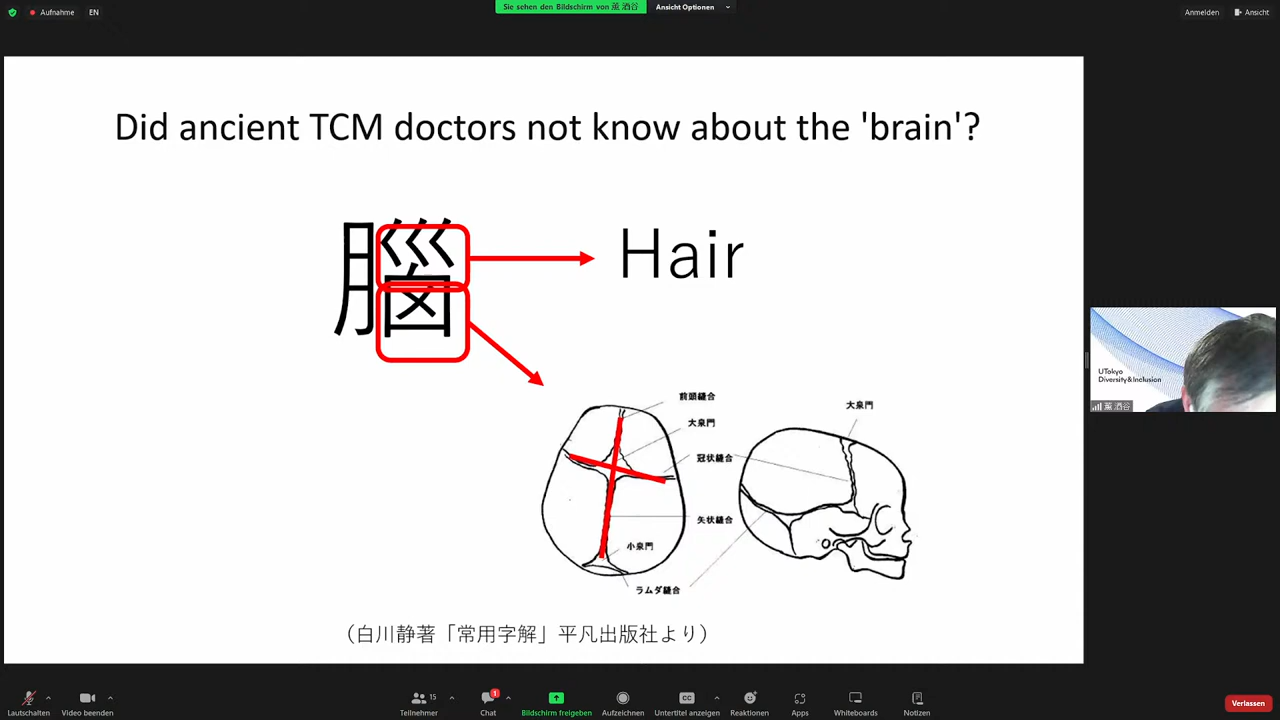 Aufnahme
EN
Sie sehen den Bildschirm von 薫 酒谷
Ansicht Optionen
Anmelden
Ansicht
Did ancient TCM doctors not know about the 'brain'?
腦
Hair
前頭縫合
大泉門
大泉門
冠状縫合
矢状縫合
小泉門
ラムダ縫合
(白川静著「常用字解」平凡出版社より)
UTokyo
Diversity & Inclusion
薫 酒谷
15
1
CC
Lautschalten
Video beenden
Teilnehmer
Chat
Bildschirm freigeben
Aufzeichnen
Untertitel anzeigen
Reaktionen
Apps
Whiteboards
Notizen
Verlassen